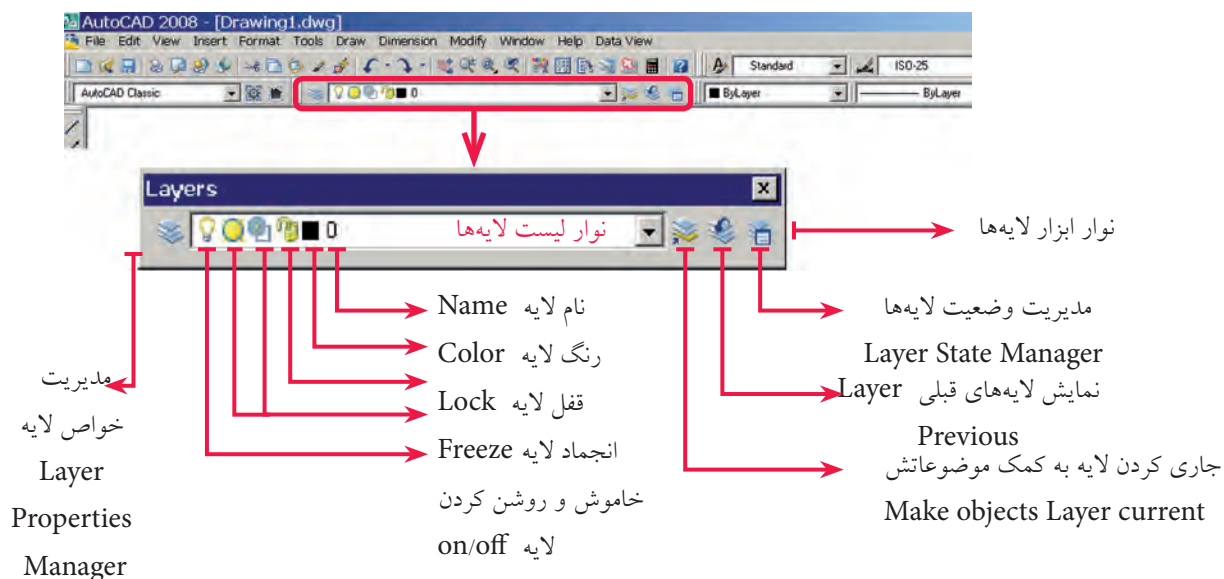 AutoCAD 2008 - [Drawing1.dwg]
File Edit View Insert Format Tools Draw Dimension Modify Window Help Data View
Standard ISO-25
AutoCAD Classic 0 ByLayer ByLayer
Layers
0 نوار لیست لایه‌ها
نوار ابزار لایه‌ها
نام لایه Name
رنگ لایه Color
قفل لایه Lock
انجماد لایه Freeze
خاموش و روشن کردن
لایه on/off
مدیریت وضعیت لایه‌ها
Layer State Manager
نمایش لایه‌های قبلی Layer
Previous
جاری کردن لایه به کمک موضوعاتش
Make objects Layer current
مدیریت
خواص لایه
Layer
Properties
Manager